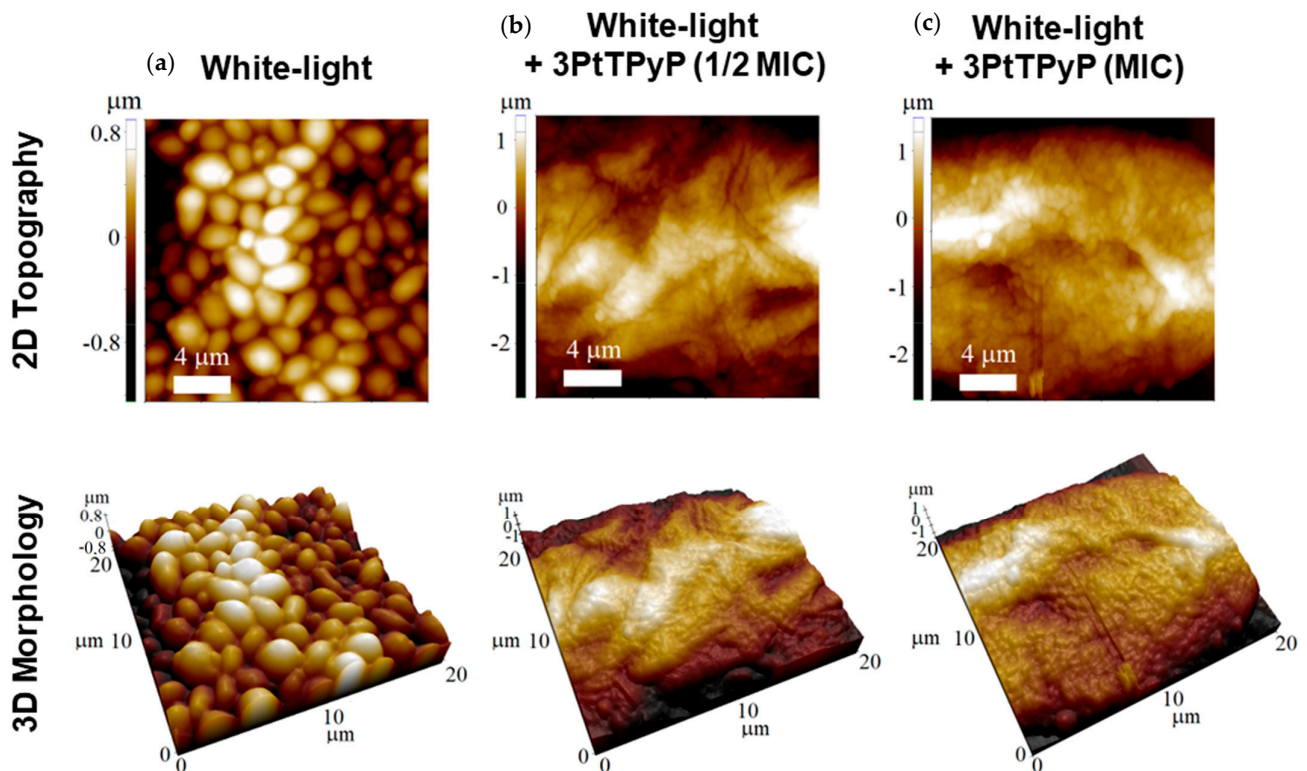 (a) White-light
(b) White-light
+ 3PtTPyP (1/2 MIC)
(c) White-light
+ 3PtTPyP (MIC)
2D Topography
μm
0.8
0
-0.8
4 μm
1
0
-1
-2
4 μm
μm
1
0
-1
-2
4 μm
3D Morphology
μm
0.8
0
-0.8
20
μm 10
0
0
10
μm
20
μm
1
0
-1
20
μm 10
0
0
10
μm
20
μm
1
0
-1
20
μm 10
0
0
10
μm
20